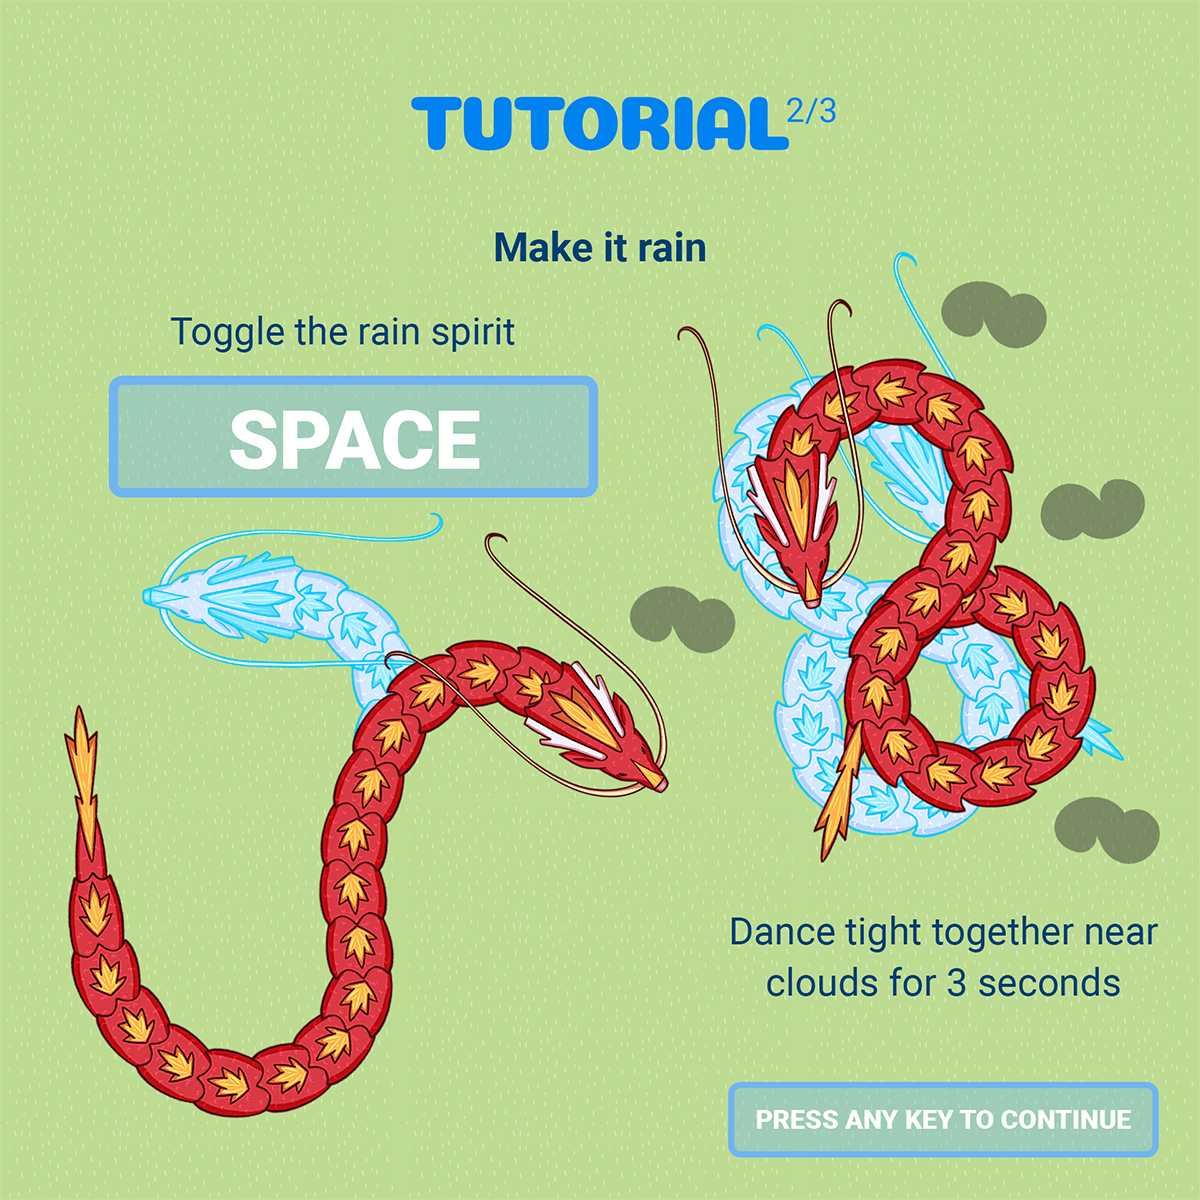 TUTORIAL 2/3
Make it rain
Toggle the rain spirit
SPACE
Dance tight together near
clouds for 3 seconds
PRESS ANY KEY TO CONTINUE